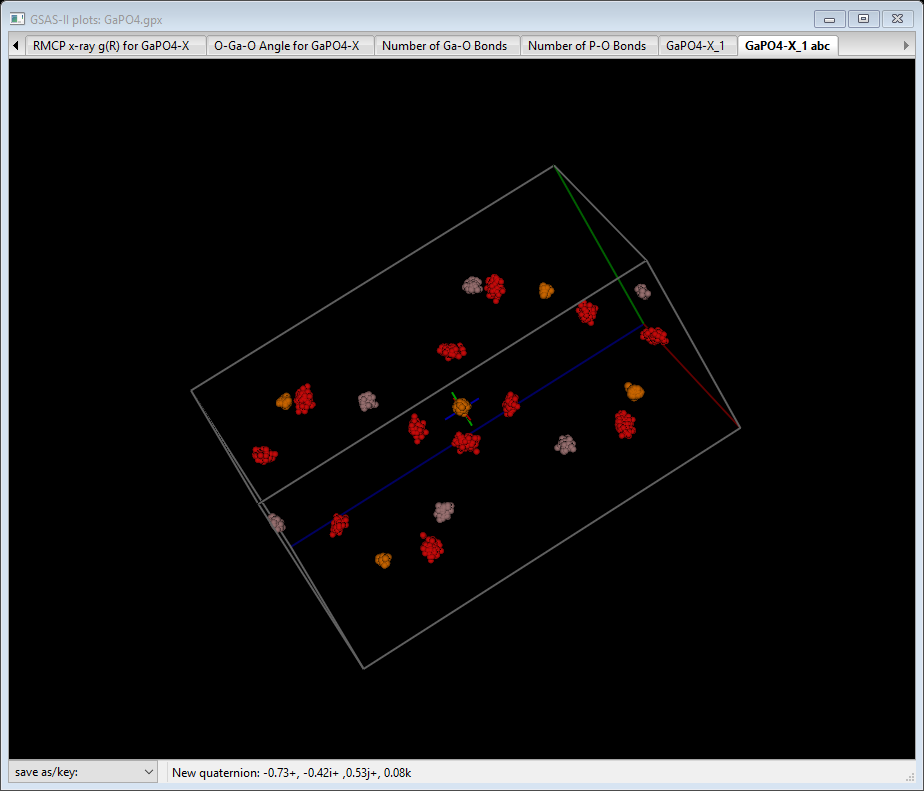 GSAS-II plots: GaPO4.gpx
RMCP x-ray g(R) for GaPO4-X
O-Ga-O Angle for GaPO4-X
Number of Ga-O Bonds
Number of P-O Bonds
GaPO4-X_1
GaPO4-X_1 abc
save as/key:
New quaternion: -0.73+, -0.42i+ ,0.53j+, 0.08k